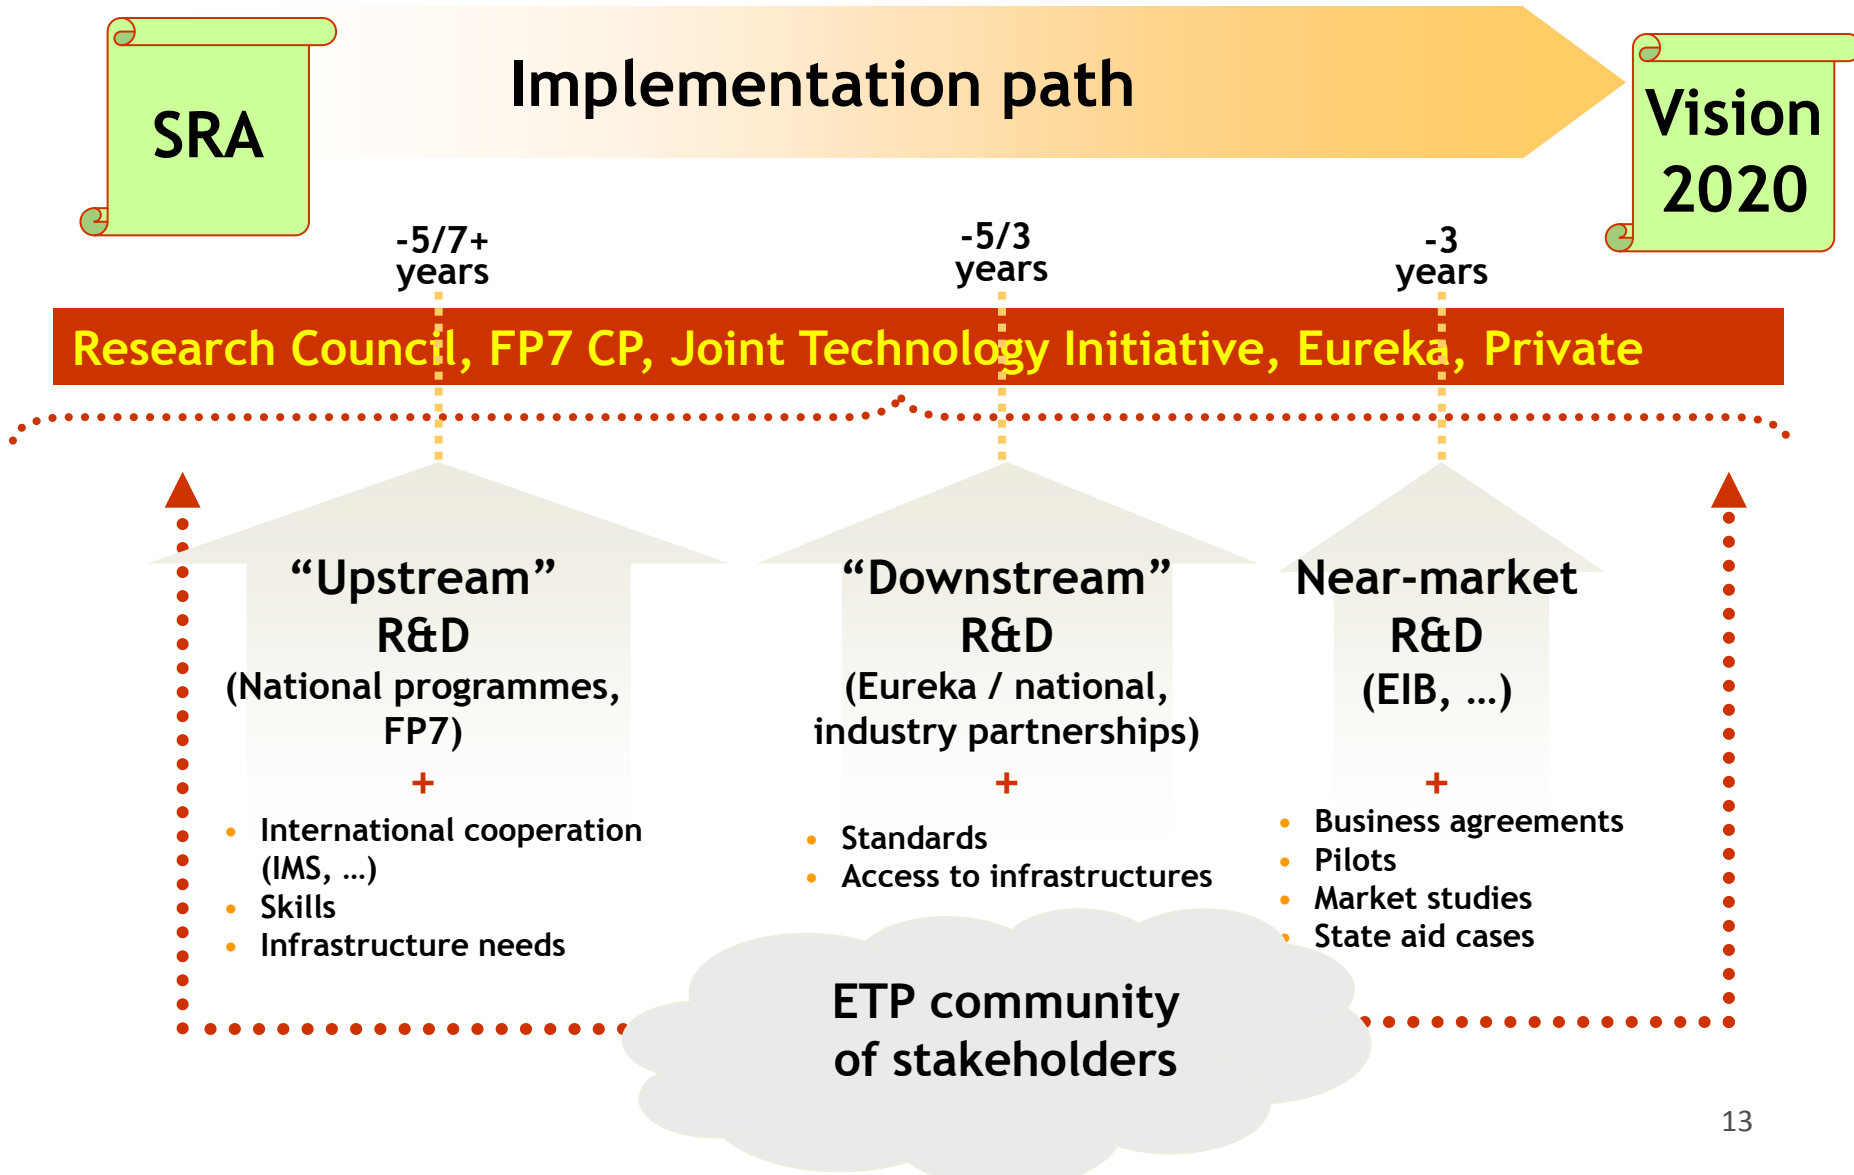 Implementation path
SRA
Vision
2020
-5/7+
years
-5/3
years
-3
years
Research Council, FP7 CP, Joint Technology Initiative, Eureka, Private
“Upstream”
R&D
(National programmes,
FP7)
+
• International cooperation
(IMS, …)
• Skills
• Infrastructure needs
“Downstream”
R&D
(Eureka / national,
industry partnerships)
+
• Standards
• Access to infrastructures
Near-market
R&D
(EIB, …)
+
• Business agreements
• Pilots
• Market studies
• State aid cases
ETP community
of stakeholders
13